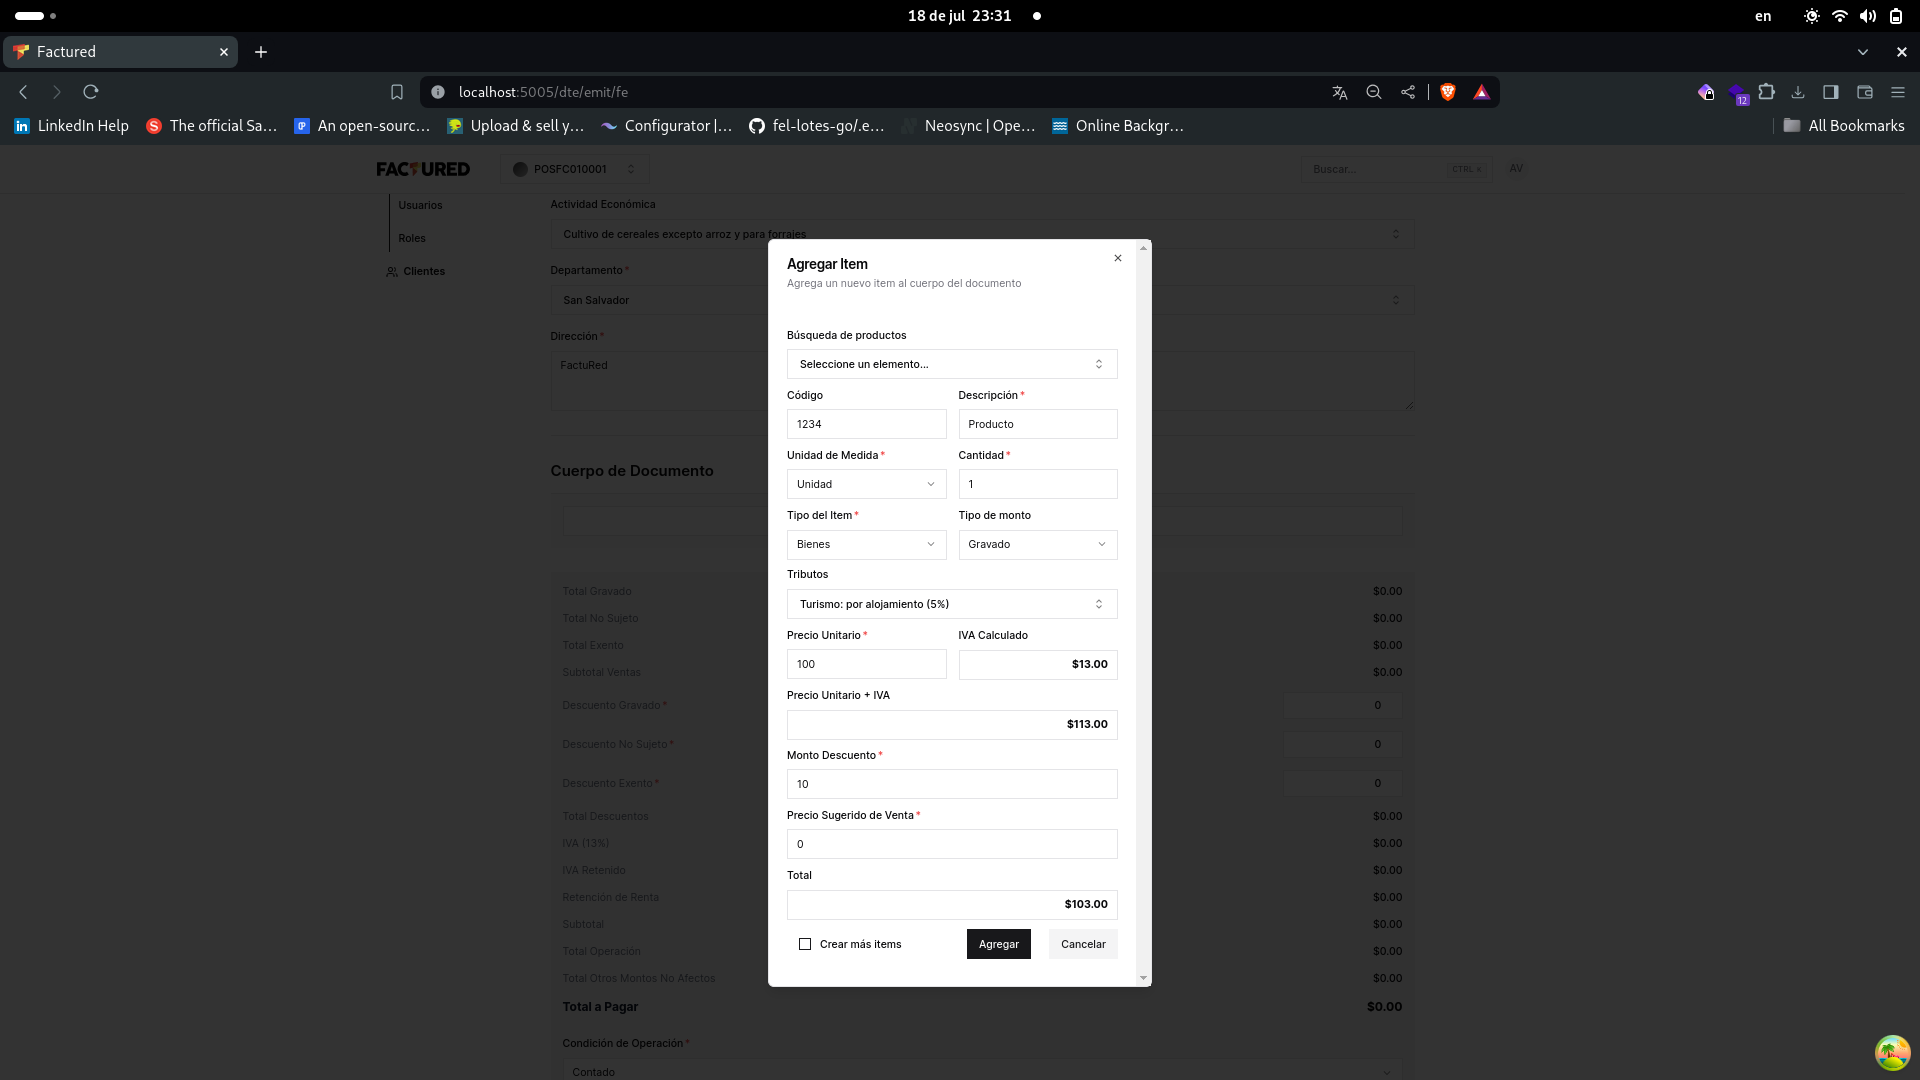 18 de jul 23:31
en
Factured
localhost:5005/dte/emit/fe
12
LinkedIn Help
The official Sa...
An open-sourc...
Upload & sell y...
Configurator |...
fel-lotes-go/.e...
Neosync | Ope...
Online Backgr...
All Bookmarks
FACTURED
POSFC010001
Buscar...
CTRL K
AV
Usuarios
Roles
Clientes
Actividad Económica
Cultivo de cereales excepto arroz y para forrajes
Departamento *
San Salvador
Dirección *
FactuRed
Cuerpo de Documento
Total Gravado $0.00
Total No Sujeto $0.00
Total Exento $0.00
Subtotal Ventas $0.00
Descuento Gravado * 0
Descuento No Sujeto * 0
Descuento Exento * 0
Total Descuentos $0.00
IVA (13%) $0.00
IVA Retenido $0.00
Retención de Renta $0.00
Subtotal $0.00
Total Operación $0.00
Total Otros Montos No Afectos $0.00
Total a Pagar $0.00
Condición de Operación *
Contado
Agregar Item
Agrega un nuevo item al cuerpo del documento
Búsqueda de productos
Seleccione un elemento...
Código Descripción *
1234 Producto
Unidad de Medida * Cantidad *
Unidad 1
Tipo del Item * Tipo de monto
Bienes Gravado
Tributos
Turismo: por alojamiento (5%)
Precio Unitario * IVA Calculado
100 $13.00
Precio Unitario + IVA
$113.00
Monto Descuento *
10
Precio Sugerido de Venta *
0
Total
$103.00
Crear más items
Agregar
Cancelar